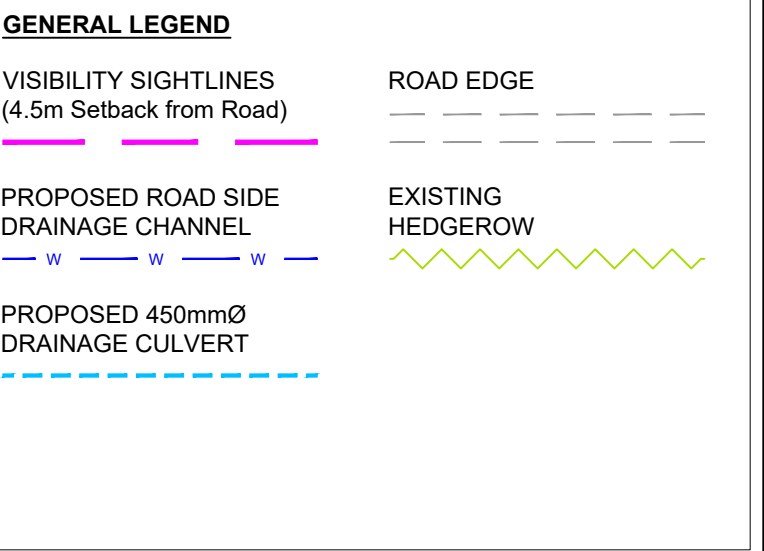 GENERAL LEGEND
VISIBILITY SIGHTLINES
(4.5m Setback from Road)
PROPOSED ROAD SIDE
DRAINAGE CHANNEL
W W W
PROPOSED 450mmØ
DRAINAGE CULVERT
ROAD EDGE
EXISTING
HEDGEROW